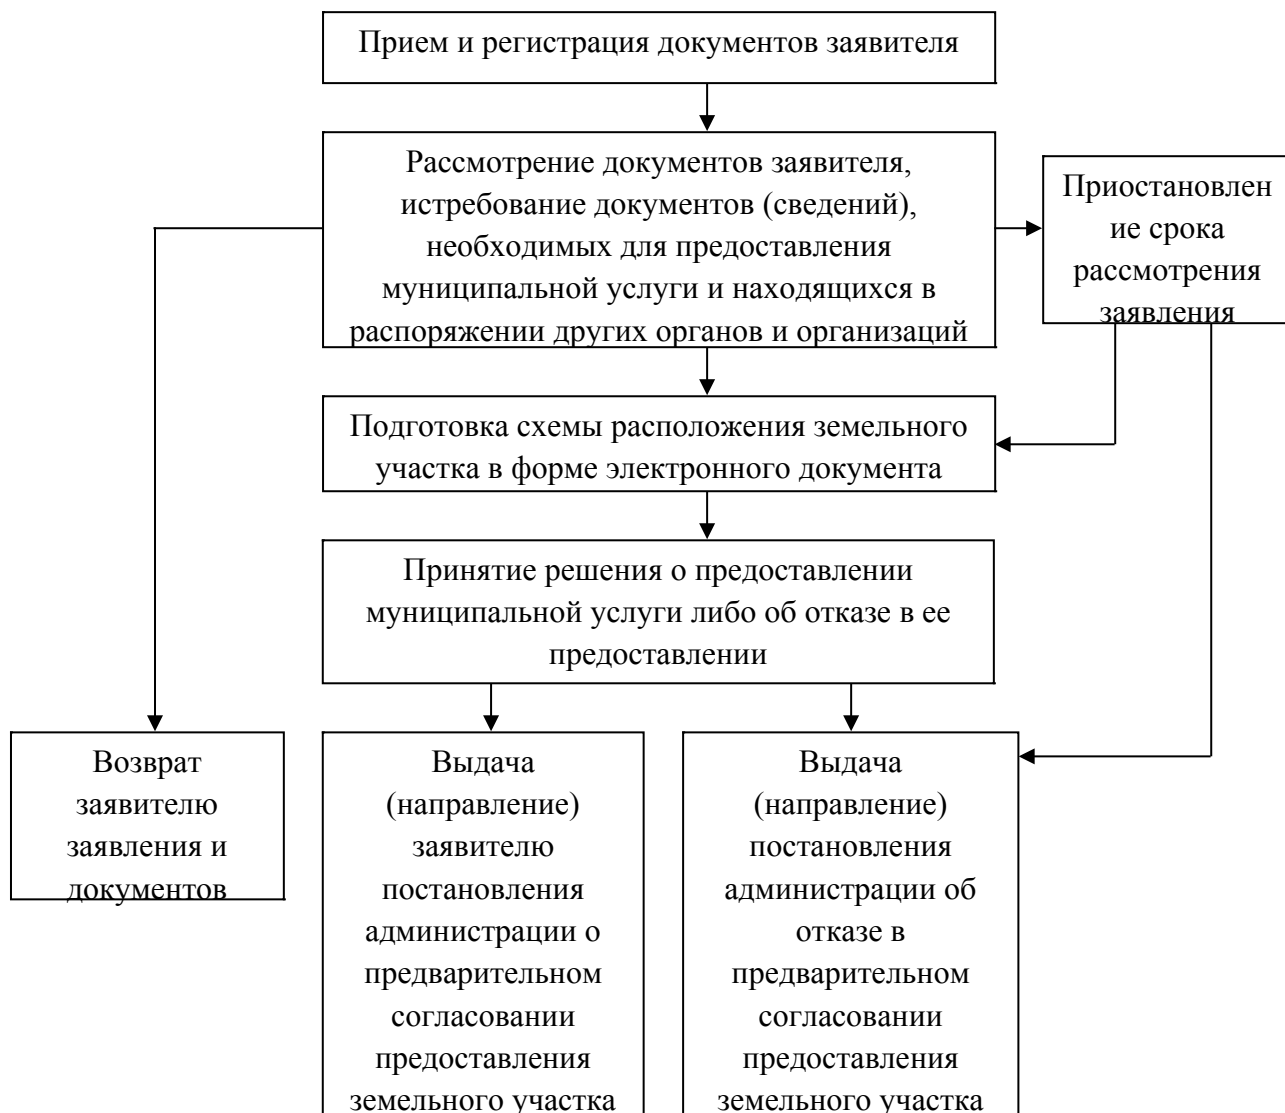 Прием и регистрация документов заявителя
Рассмотрение документов заявителя,
истребование документов (сведений),
необходимых для предоставления
муниципальной услуги и находящихся в
распоряжении других органов и организаций
Приостановлен
ие срока
рассмотрения
заявления
Подготовка схемы расположения земельного
участка в форме электронного документа
Принятие решения о предоставлении
муниципальной услуги либо об отказе в ее
предоставлении
Возврат
заявителю
заявления и
документов
Выдача
(направление)
заявителю
постановления
администрации о
предварительном
согласовании
предоставления
земельного участка
Выдача
(направление)
постановления
администрации об
отказе в
предварительном
согласовании
предоставления
земельного участка